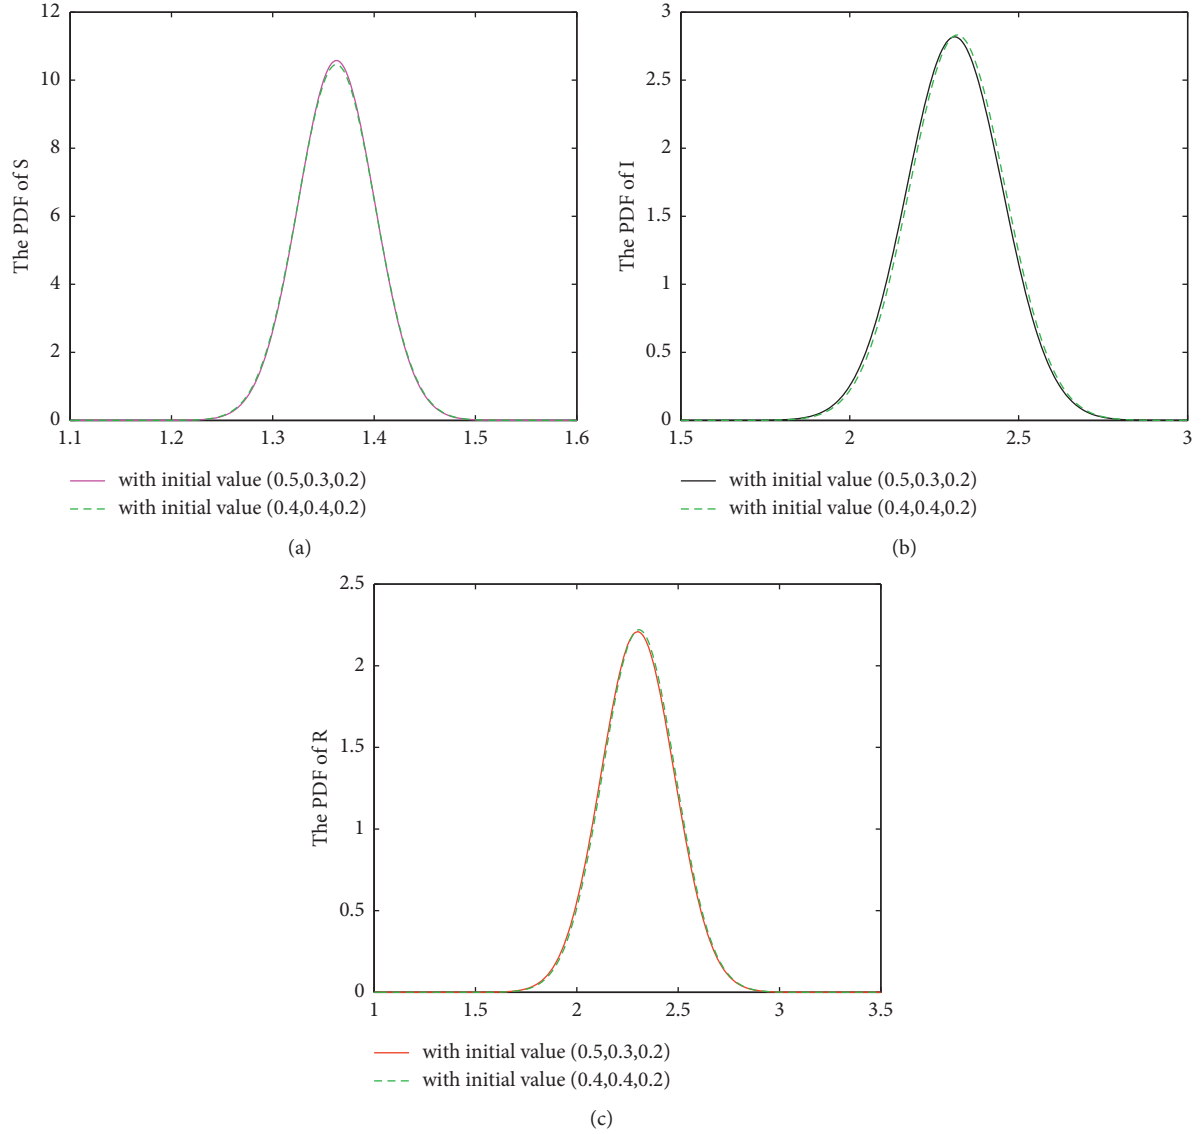 The PDF of S
12
10
8
6
4
2
0
1.1 1.2 1.3 1.4 1.5 1.6
with initial value (0.5,0.3,0.2)
with initial value (0.4,0.4,0.2)
(a)
The PDF of I
3
2.5
2
1.5
1
0.5
0
1.5 2 2.5 3
with initial value (0.5,0.3,0.2)
with initial value (0.4,0.4,0.2)
(b)
The PDF of R
2.5
2
1.5
1
0.5
0
1 1.5 2 2.5 3 3.5
with initial value (0.5,0.3,0.2)
with initial value (0.4,0.4,0.2)
(c)